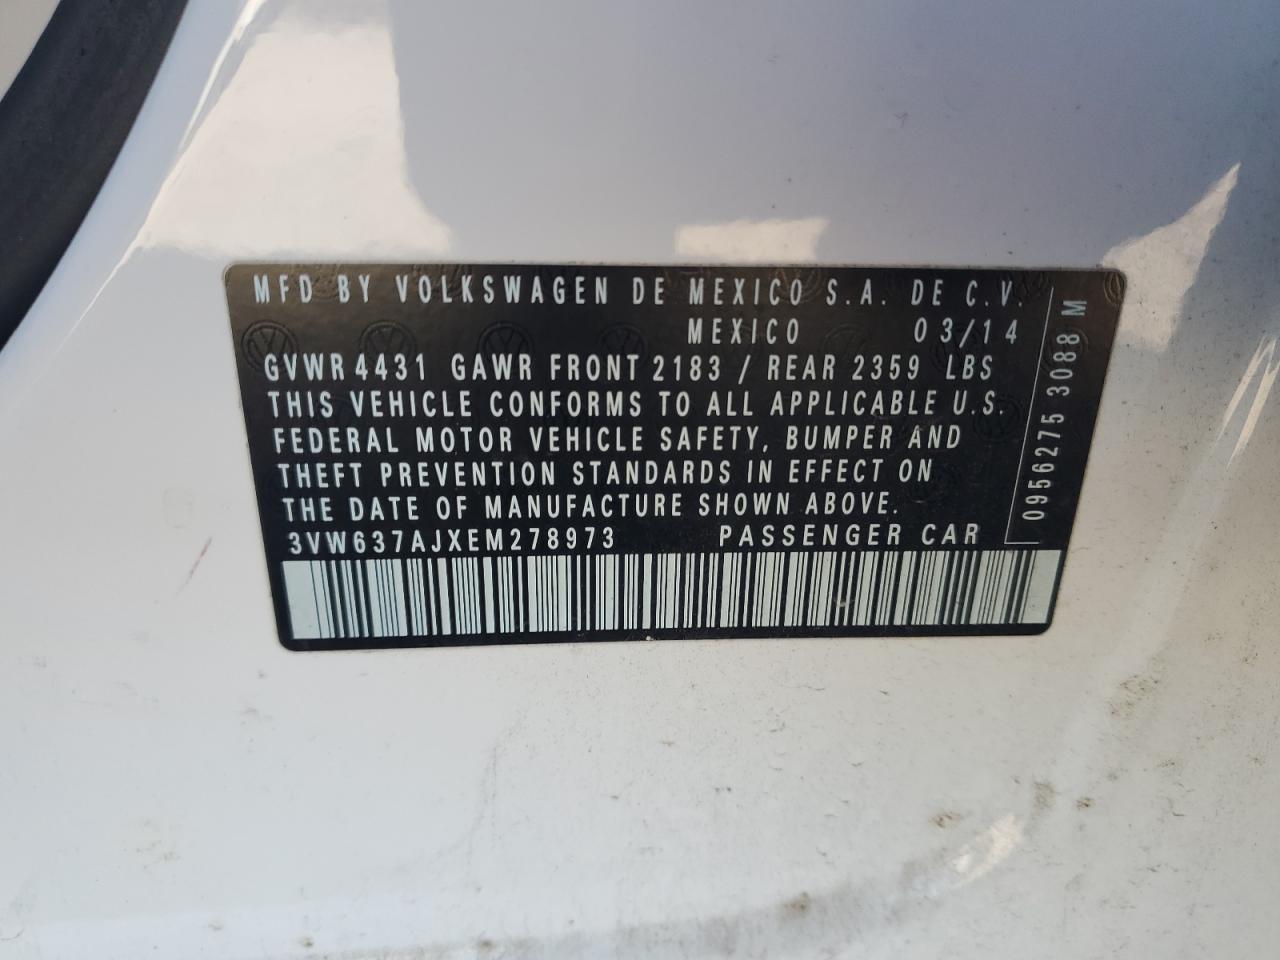 MFD BY VOLKSWAGEN DE MEXICO S.A. DE C.V.
MEXICO 03/14
GVWR 4431 GAWR FRONT 2183 / REAR 2359 LBS
THIS VEHICLE CONFORMS TO ALL APPLICABLE U.S.
FEDERAL MOTOR VEHICLE SAFETY, BUMPER AND
THEFT PREVENTION STANDARDS IN EFFECT ON
THE DATE OF MANUFACTURE SHOWN ABOVE.
3VW637AJXEM278973 PASSENGER CAR
0956275 3088 M